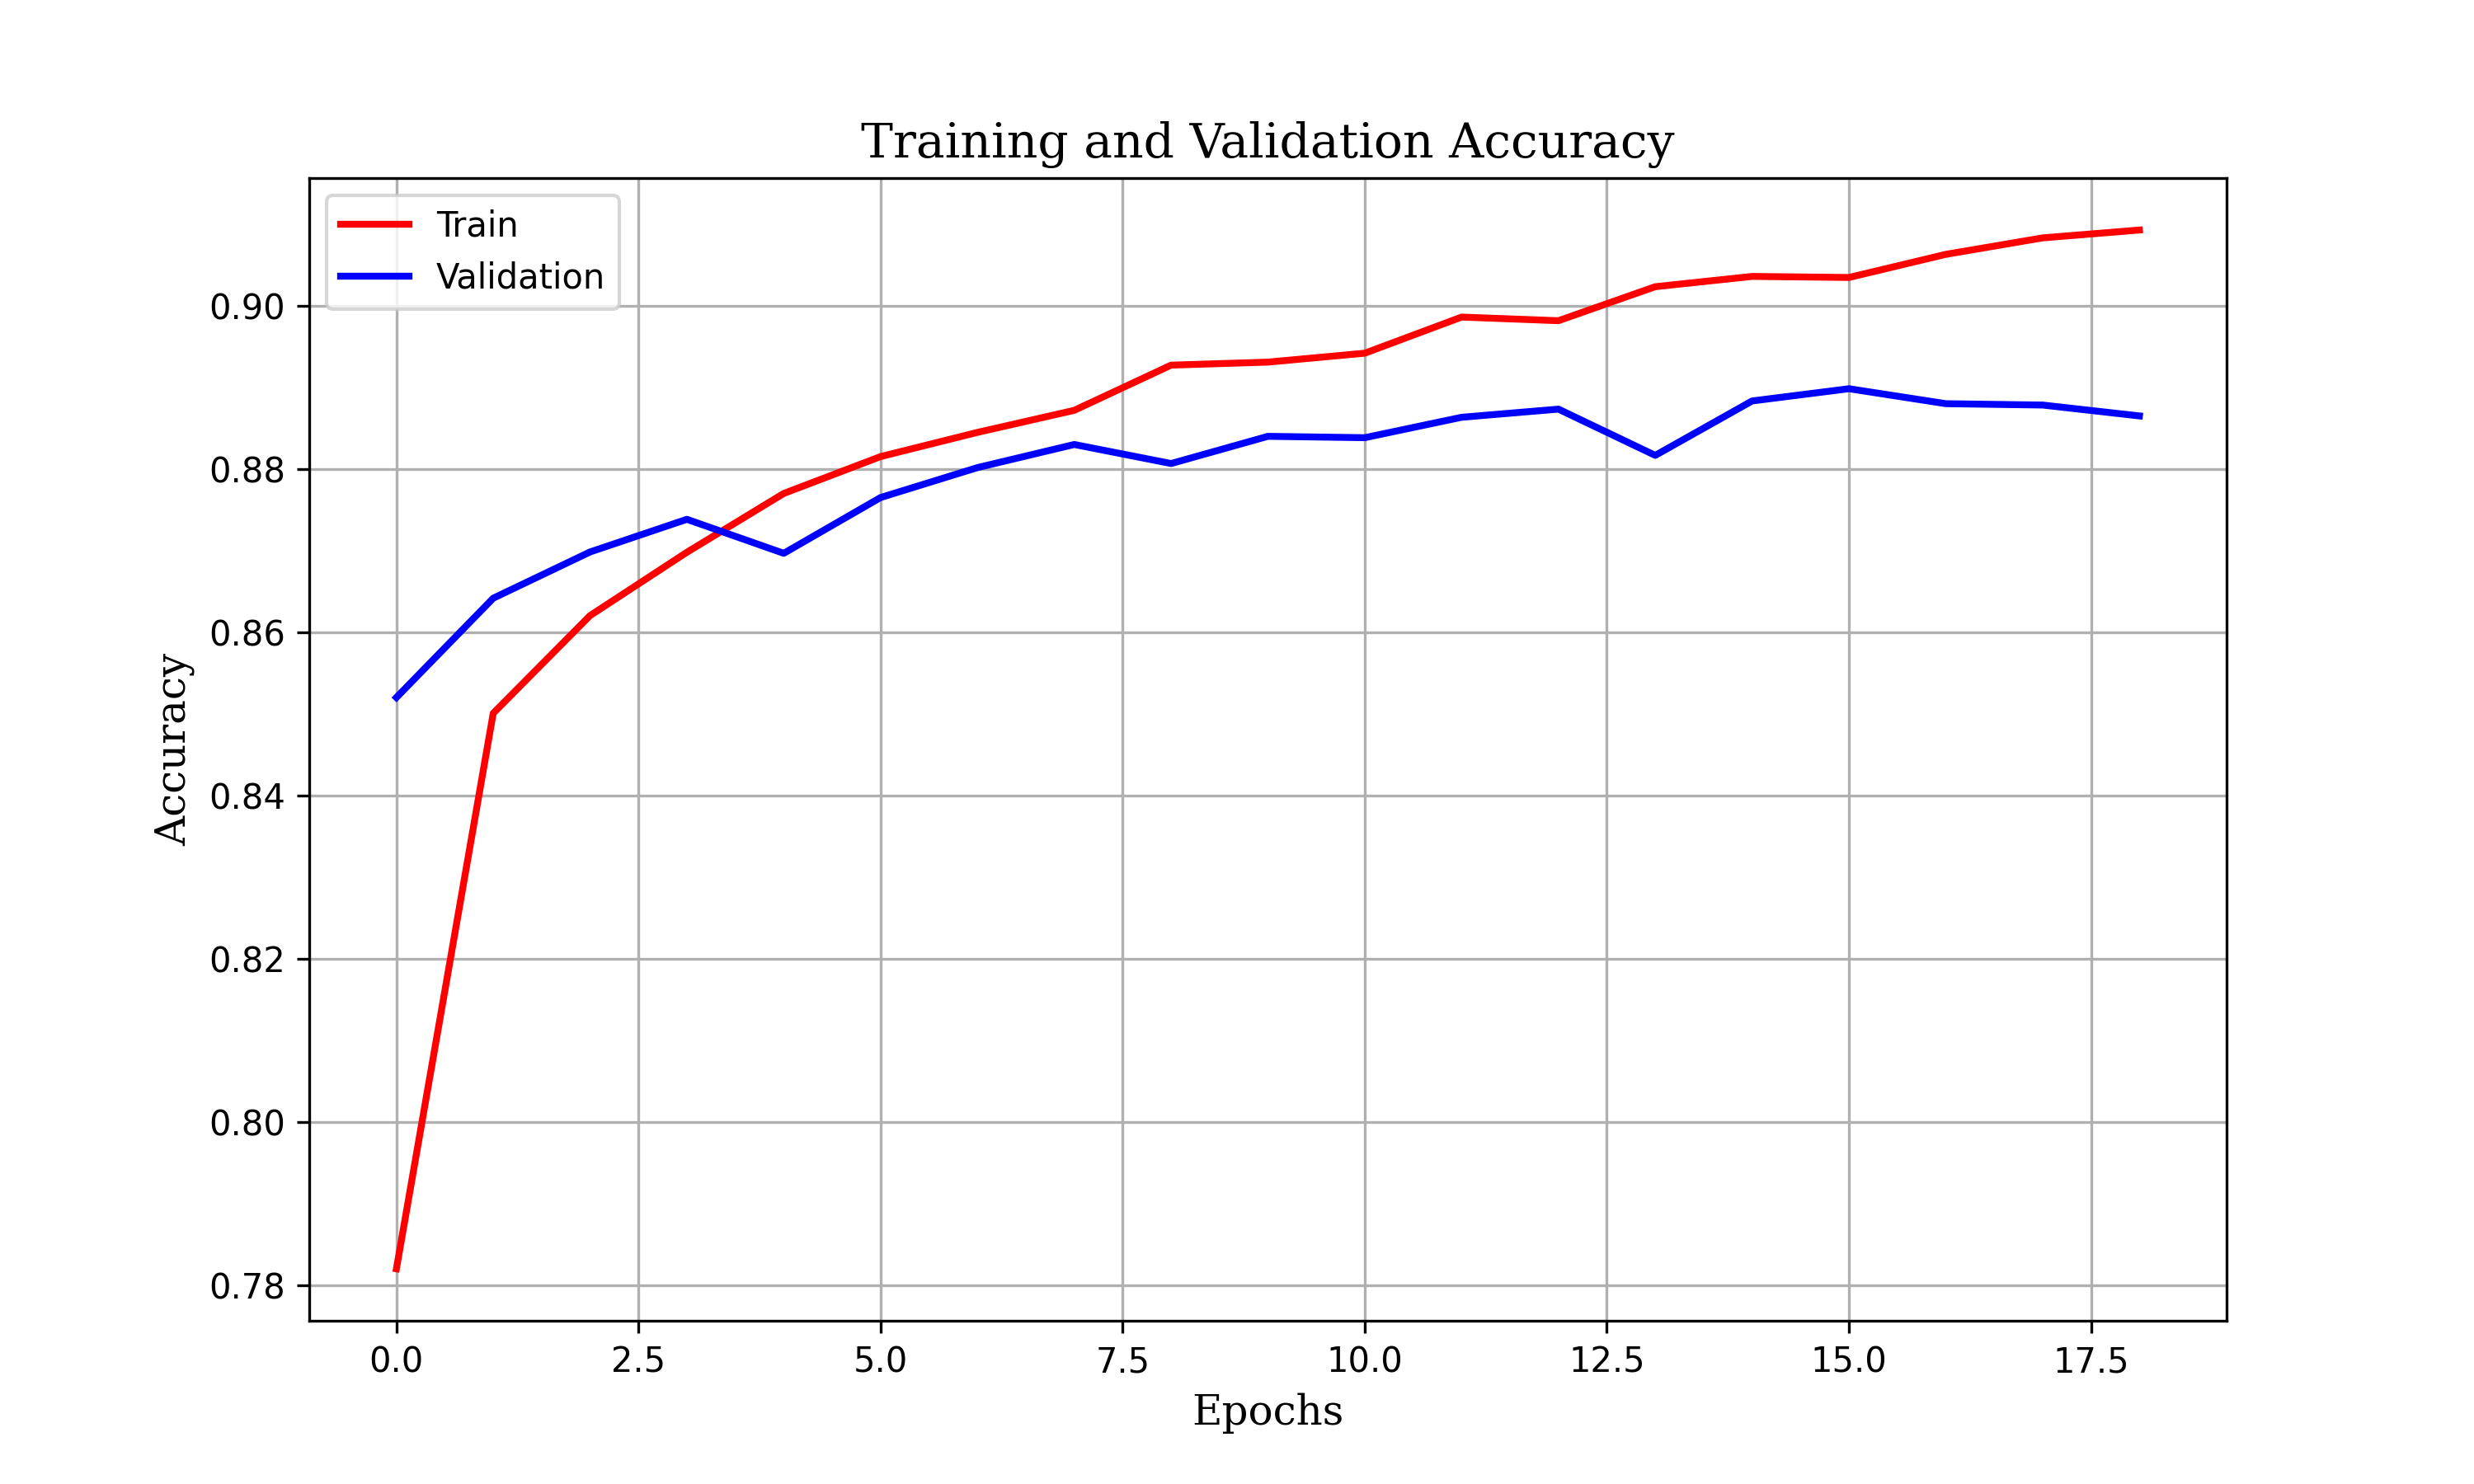 Training and Validation Accuracy
Train
Validation
0.90
0.88
0.86
0.84
0.82
0.80
0.78
Accuracy
0.0 2.5 5.0 7.5 10.0 12.5 15.0 17.5
Epochs